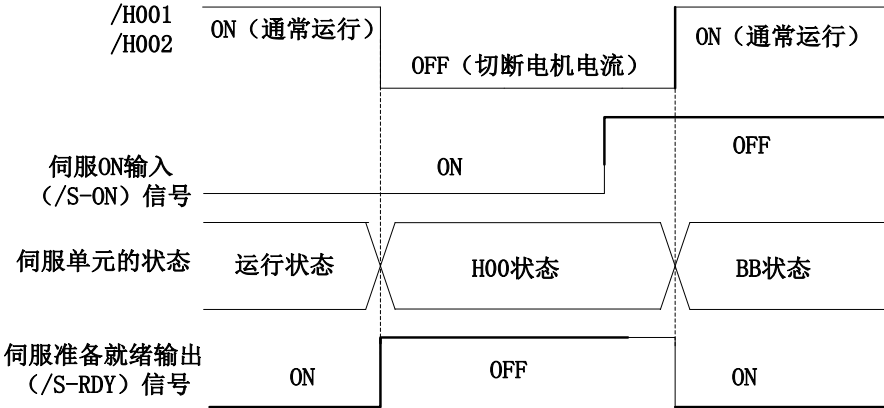 /H001
/H002
ON（通常运行）
OFF（切断电机电流）
ON（通常运行）
伺服ON输入
（/S-ON）信号
ON
OFF
伺服单元的状态
运行状态
H00状态
BB状态
伺服准备就绪输出
（/S-RDY）信号
ON
OFF
ON